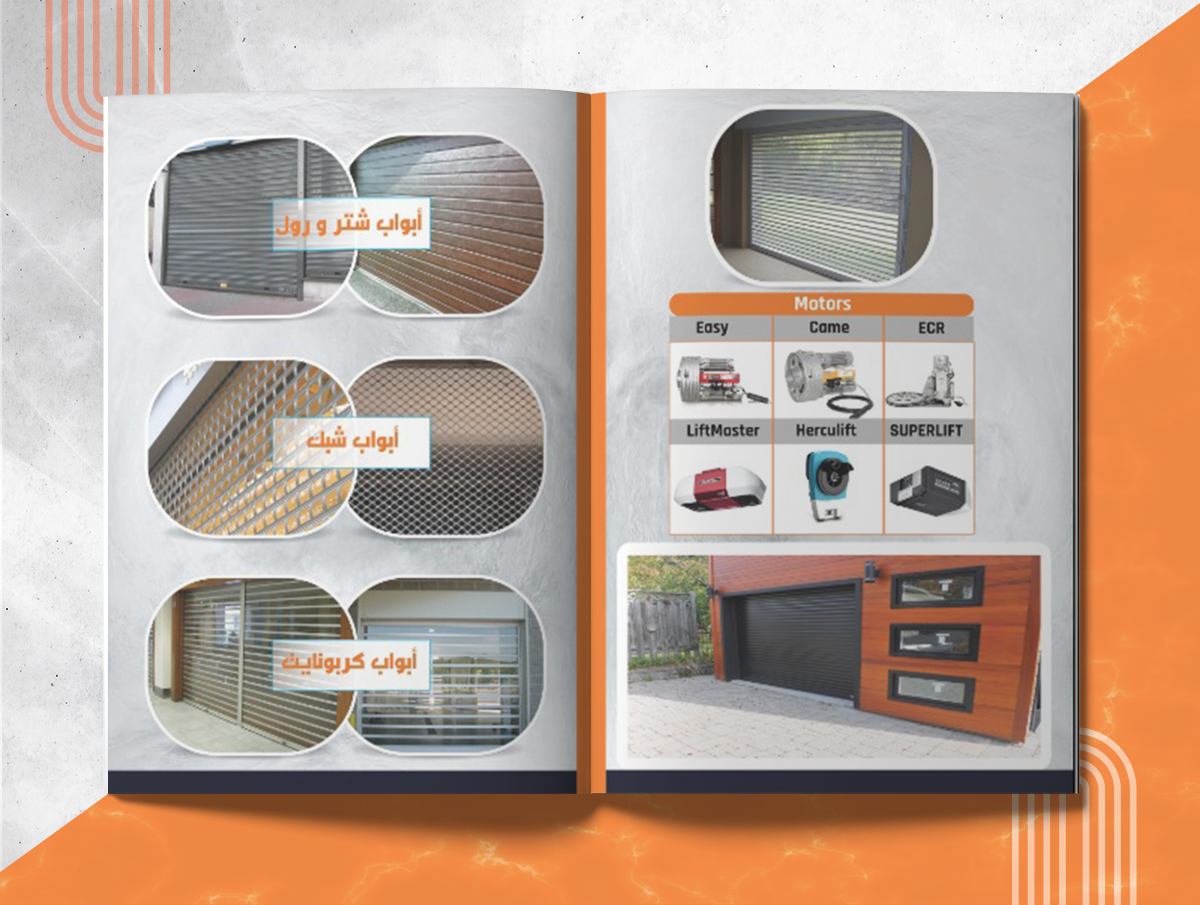 أبواب شتر و رول
أبواب شبك
أبواب كربونايت
Motors
Easy Came ECR
LiftMaster Herculift SUPERLIFT